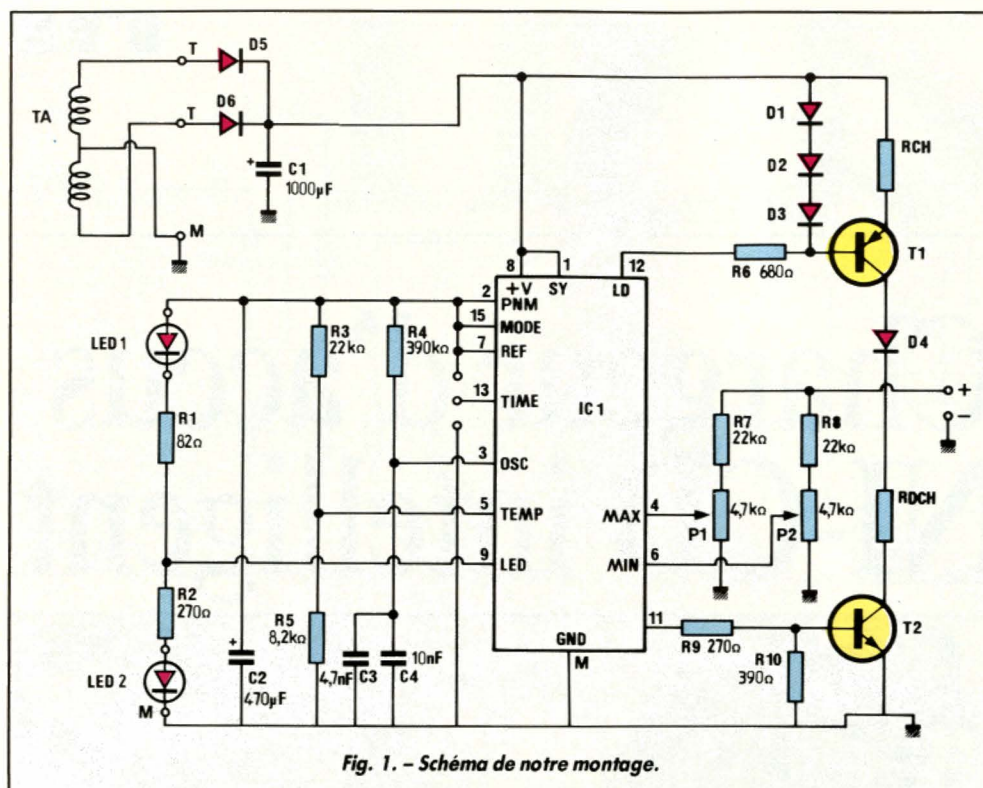 TA
T
D5
T
D6
+
C1
1000µF
M
D1
D2
D3
RCH
T1
R6 680Ω
D4
+
−
8
1
12
+V
SY
LD
2
PNM
15
MODE
7
REF
13
TIME
3
OSC
5
TEMP
9
LED
IC1
4
MAX
6
MIN
11
GND
M
LED 1
R1
82Ω
R2
270Ω
LED 2
M
+
C2
470µF
R3
22kΩ
R4
390kΩ
R5
8,2kΩ
4,7nF
C3
10nF
C4
R7
22kΩ
R8
22kΩ
4,7kΩ
P1
4,7kΩ
P2
RDCH
T2
R9 270Ω
R10
390Ω
Fig. 1. – Schéma de notre montage.